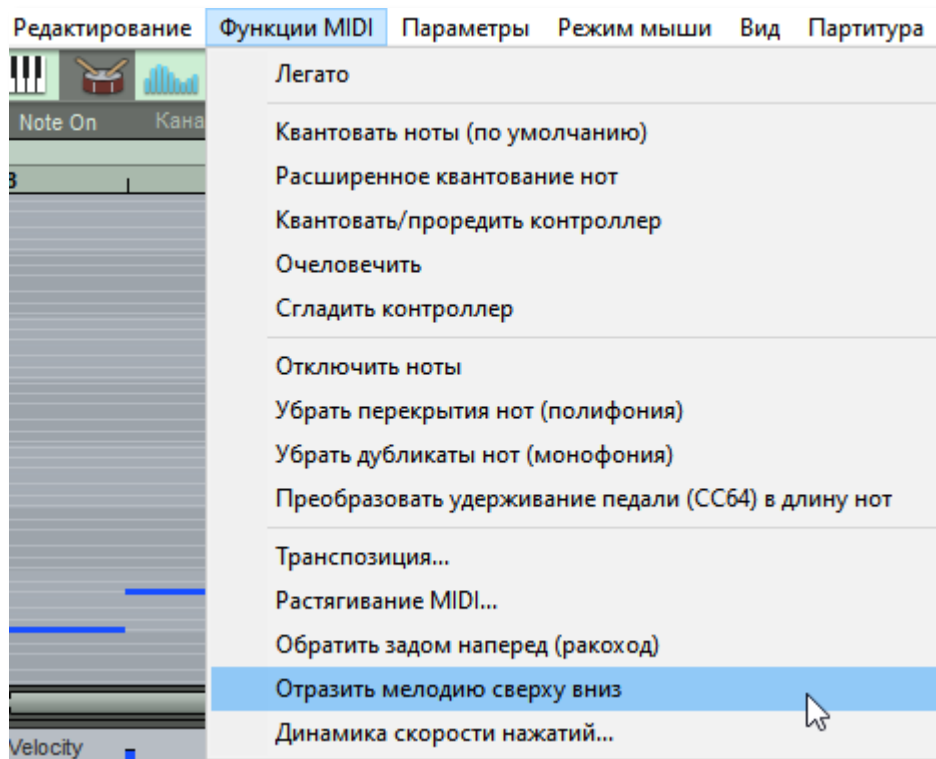 Редактирование Функции MIDI Параметры Режим мыши Вид Партитура
Легато
Note On Кана
Квантовать ноты (по умолчанию)
3
Расширенное квантование нот
Квантовать/проредить контроллер
Очеловечить
Сгладить контроллер
Отключить ноты
Убрать перекрытия нот (полифония)
Убрать дубликаты нот (монофония)
Преобразовать удерживание педали (CC64) в длину нот
Транспозиция...
Растягивание MIDI...
Обратить задом наперед (ракоход)
Отразить мелодию сверху вниз
Динамика скорости нажатий...
Velocity